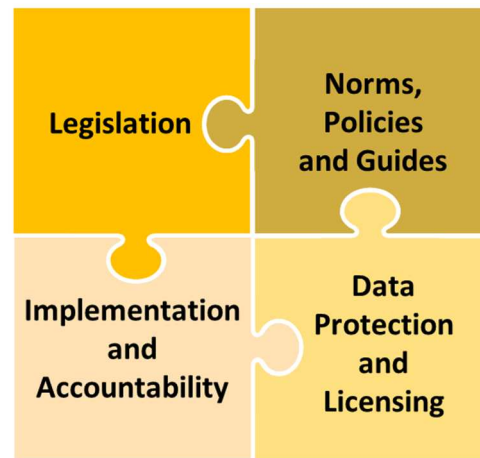 Legislation
Norms,
Policies
and Guides
Implementation
and
Accountability
Data
Protection
and
Licensing